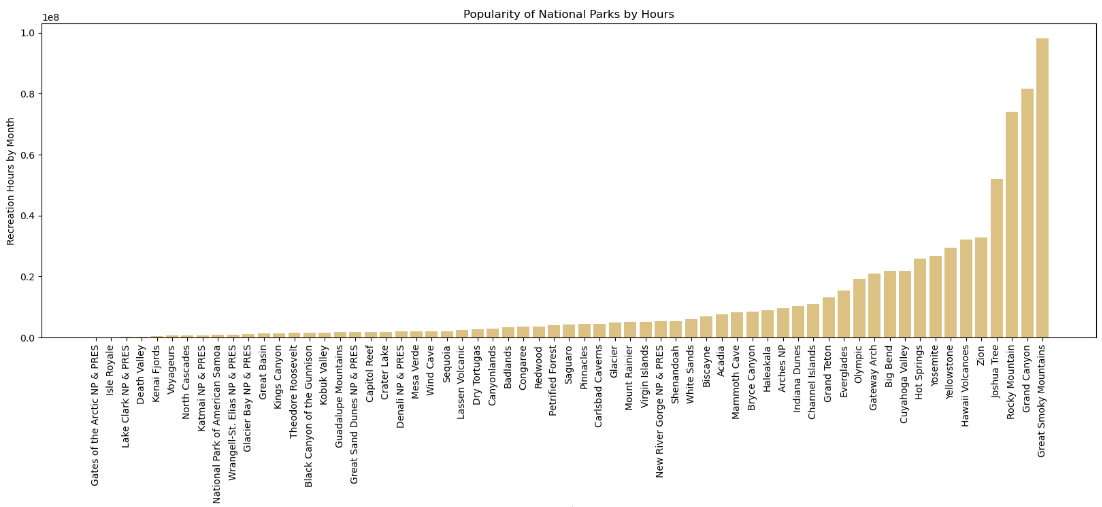 Popularity of National Parks by Hours
1e8
Recreation Hours by Month
1.0
0.8
0.6
0.4
0.2
0.0
Gates of the Arctic NP & PRES
Isle Royale
Lake Clark NP & PRES
Death Valley
Kenai Fjords
Voyageurs
North Cascades
Katmai NP & PRES
National Park of American Samoa
Wrangell-St. Elias NP & PRES
Glacier Bay NP & PRES
Great Basin
Kings Canyon
Theodore Roosevelt
Black Canyon of the Gunnison
Kobuk Valley
Guadalupe Mountains
Great Sand Dunes NP & PRES
Capitol Reef
Crater Lake
Denali NP & PRES
Mesa Verde
Wind Cave
Sequoia
Lassen Volcanic
Dry Tortugas
Canyonlands
Badlands
Congaree
Redwood
Petrified Forest
Saguaro
Pinnacles
Carlsbad Caverns
Glacier
Mount Rainier
Virgin Islands
New River Gorge NP & PRES
Shenandoah
White Sands
Biscayne
Acadia
Mammoth Cave
Bryce Canyon
Haleakala
Arches NP
Indiana Dunes
Channel Islands
Grand Teton
Everglades
Olympic
Gateway Arch
Big Bend
Cuyahoga Valley
Hot Springs
Yosemite
Yellowstone
Hawaii Volcanoes
Zion
Joshua Tree
Rocky Mountain
Grand Canyon
Great Smoky Mountains